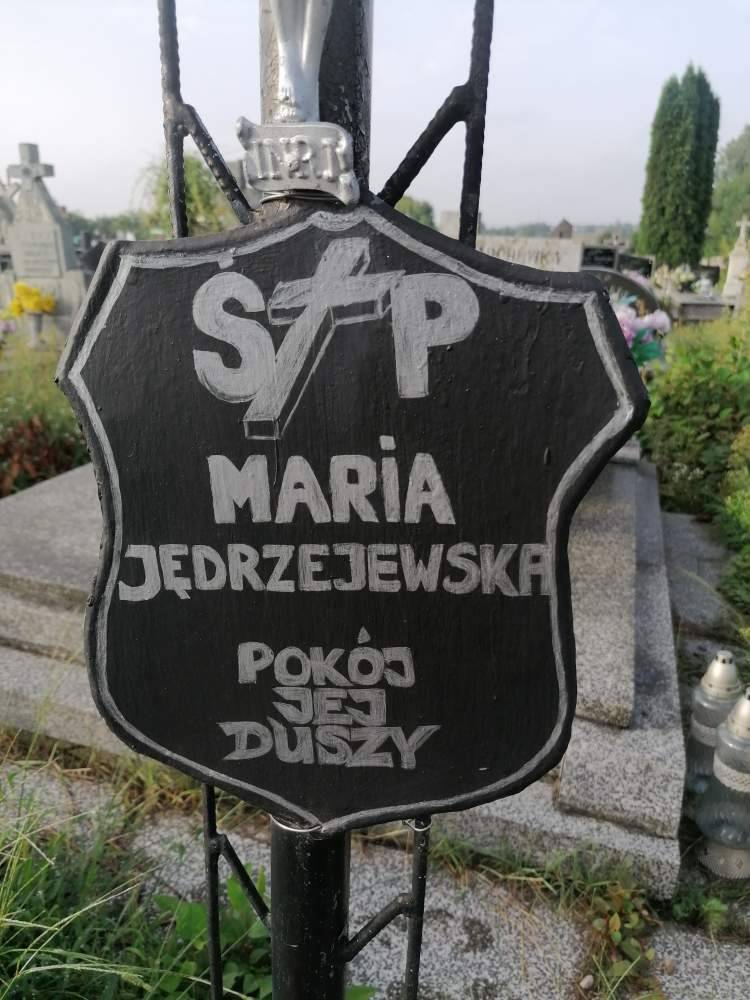 INRI
Ś P
MARIA
JĘDRZEJEWSKA
POKÓJ
JEJ
DUSZY